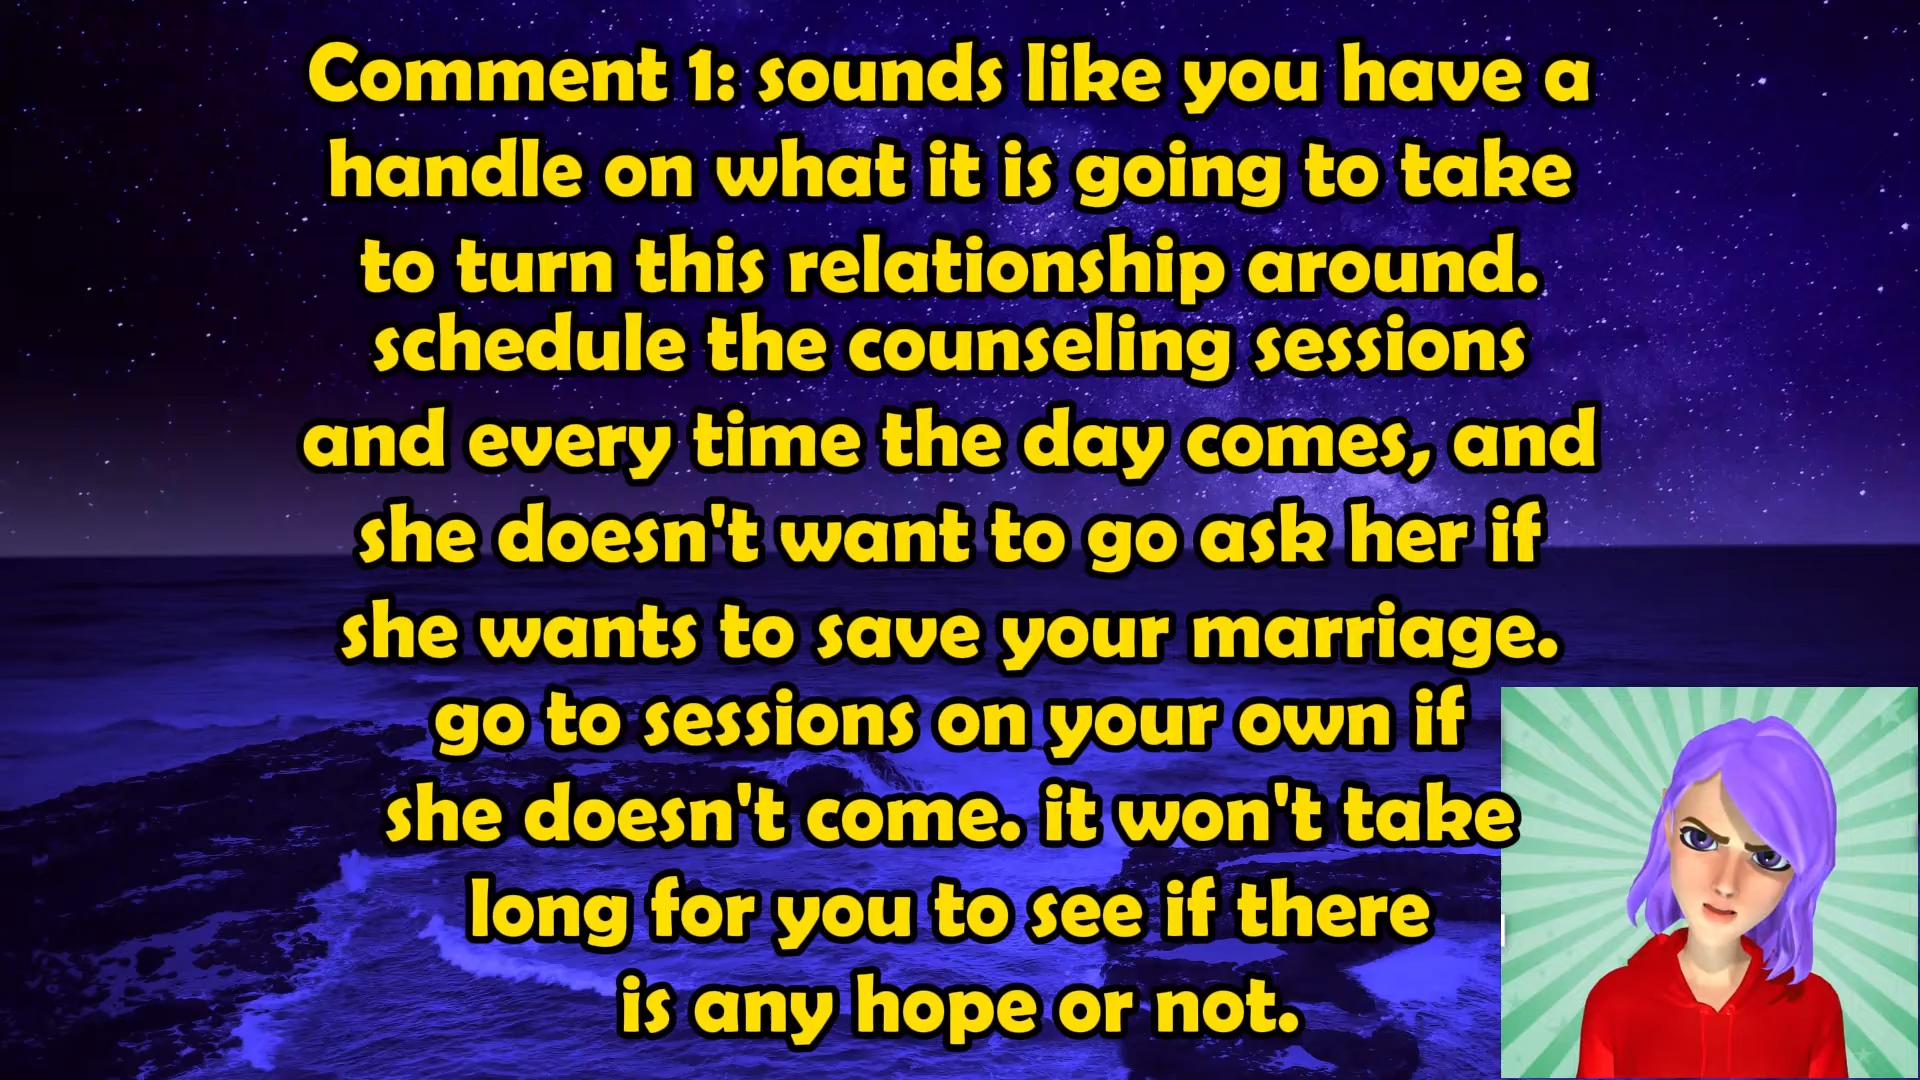 Comment 1: sounds like you have a
handle on what it is going to take
to turn this relationship around.
schedule the counseling sessions
and every time the day comes, and
she doesn't want to go ask her if
she wants to save your marriage.
go to sessions on your own if
she doesn't come. it won't take
long for you to see if there
is any hope or not.